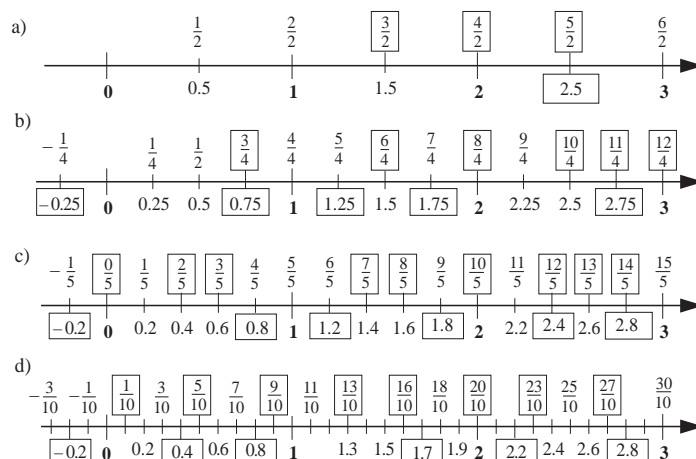 a)
1/2 2/2 3/2 4/2 5/2 6/2
0 0.5 1 1.5 2 2.5 3
b)
-1/4 1/4 1/2 3/4 4/4 5/4 6/4 7/4 8/4 9/4 10/4 11/4 12/4
-0.25 0 0.25 0.5 0.75 1 1.25 1.5 1.75 2 2.25 2.5 2.75 3
c)
-1/5 0/5 1/5 2/5 3/5 4/5 5/5 6/5 7/5 8/5 9/5 10/5 11/5 12/5 13/5 14/5 15/5
-0.2 0 0.2 0.4 0.6 0.8 1 1.2 1.4 1.6 1.8 2 2.2 2.4 2.6 2.8 3
d)
-3/10 -1/10 1/10 3/10 5/10 7/10 9/10 11/10 13/10 16/10 18/10 20/10 23/10 25/10 27/10 30/10
-0.2 0 0.2 0.4 0.6 0.8 1 1.3 1.5 1.7 1.9 2 2.2 2.4 2.6 2.8 3